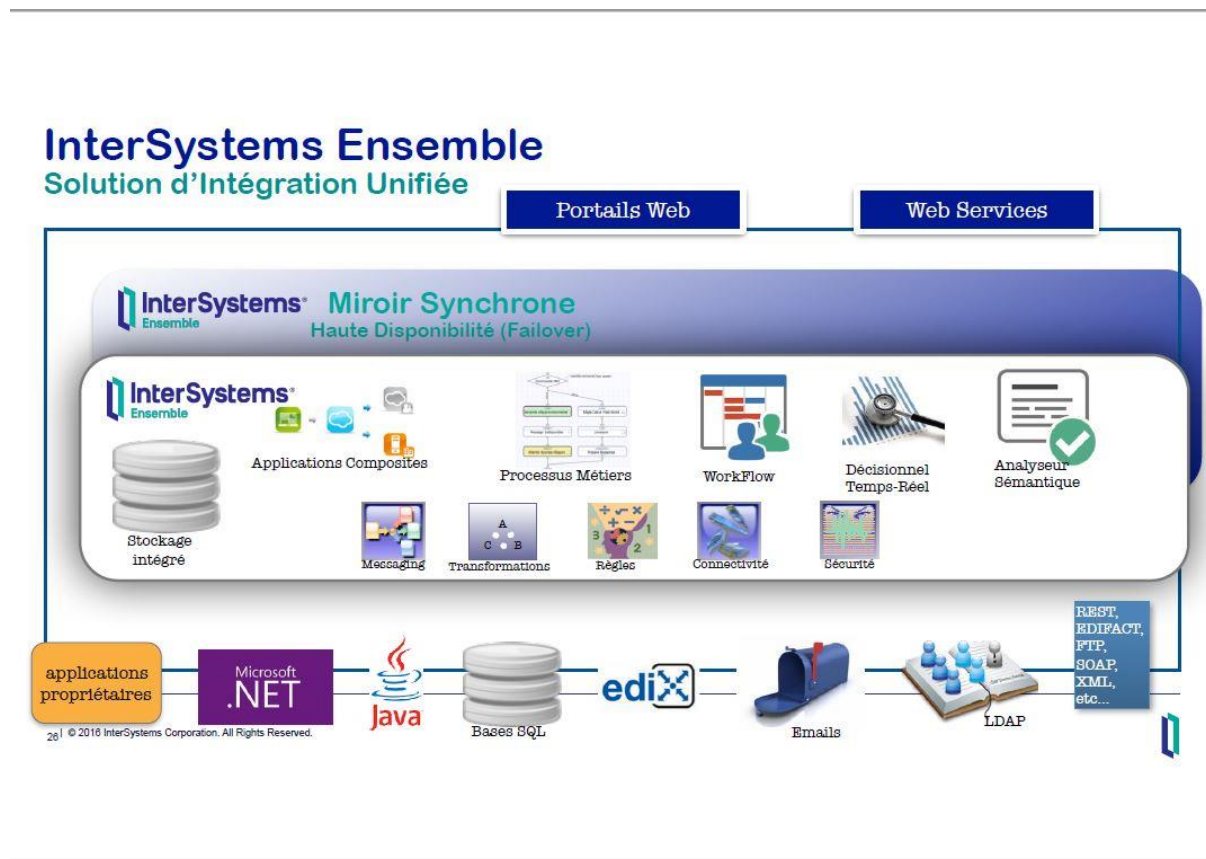 InterSystems Ensemble
Solution d'Intégration Unifiée
Portails Web
Web Services
InterSystems®
Ensemble
Miroir Synchrone
Haute Disponibilité (Failover)
InterSystems®
Ensemble
Applications Composites
Processus Métiers
WorkFlow
Décisionnel
Temps-Réel
Analyseur
Sémantique
Stockage
intégré
Messaging
A
C B
Transformations
3 1
2
Règles
Connectivité
Sécurité
applications
propriétaires
Microsoft
.NET
Java
Bases SQL
ediX
Emails
LDAP
REST,
EDIFACT,
FTP,
SOAP,
XML,
etc...
26 | © 2016 InterSystems Corporation. All Rights Reserved.